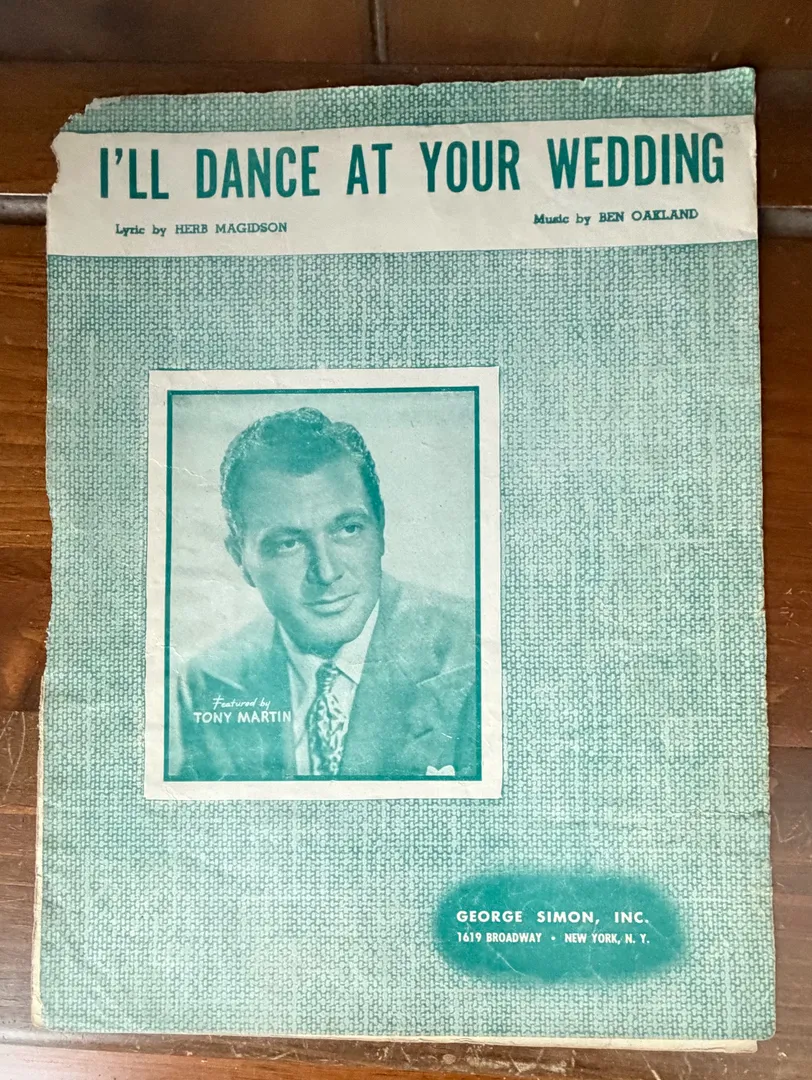 I'LL DANCE AT YOUR WEDDING
Lyric by HERB MAGIDSON
Music by BEN OAKLAND
Featured by
TONY MARTIN
GEORGE SIMON, INC.
1619 BROADWAY • NEW YORK, N. Y.